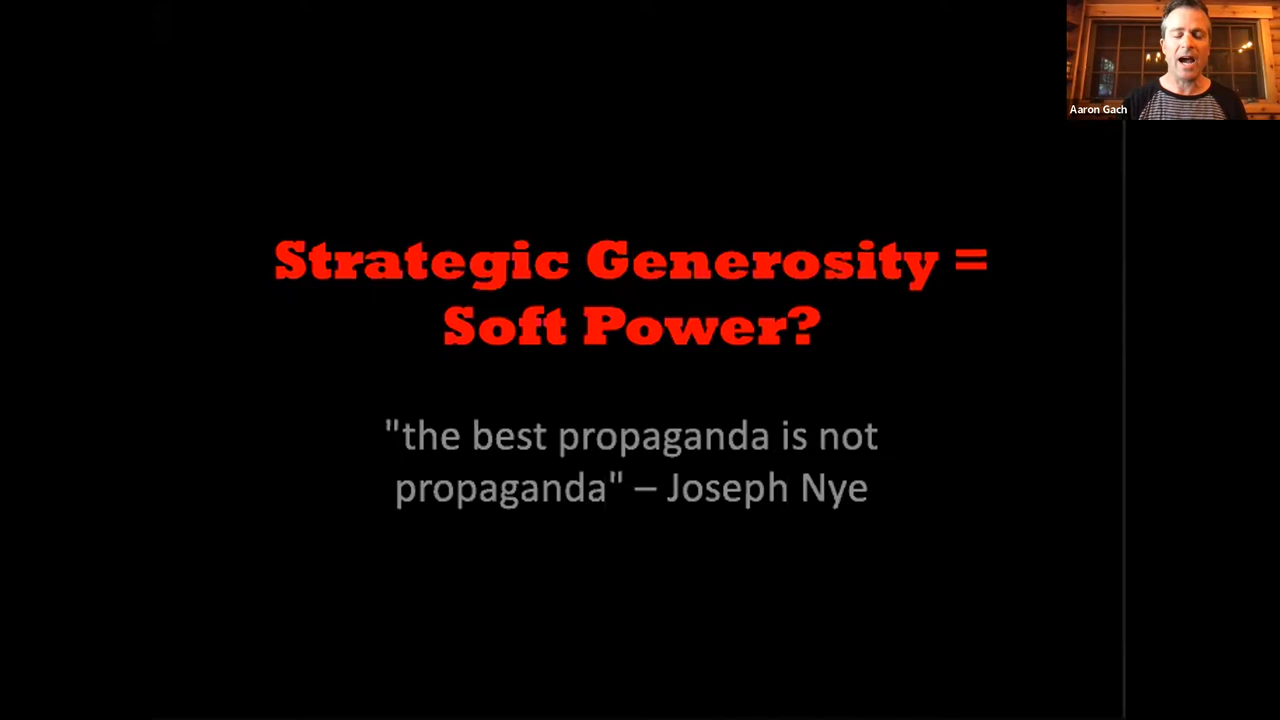 Aaron Gach
Strategic Generosity =
Soft Power?
"the best propaganda is not
propaganda" – Joseph Nye